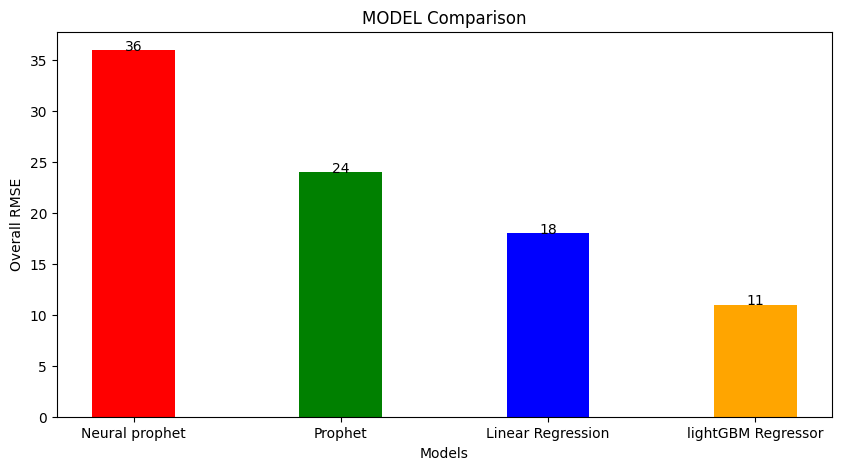 MODEL Comparison
Overall RMSE
35
30
25
20
15
10
5
0
36
24
18
11
Neural prophet
Prophet
Linear Regression
lightGBM Regressor
Models